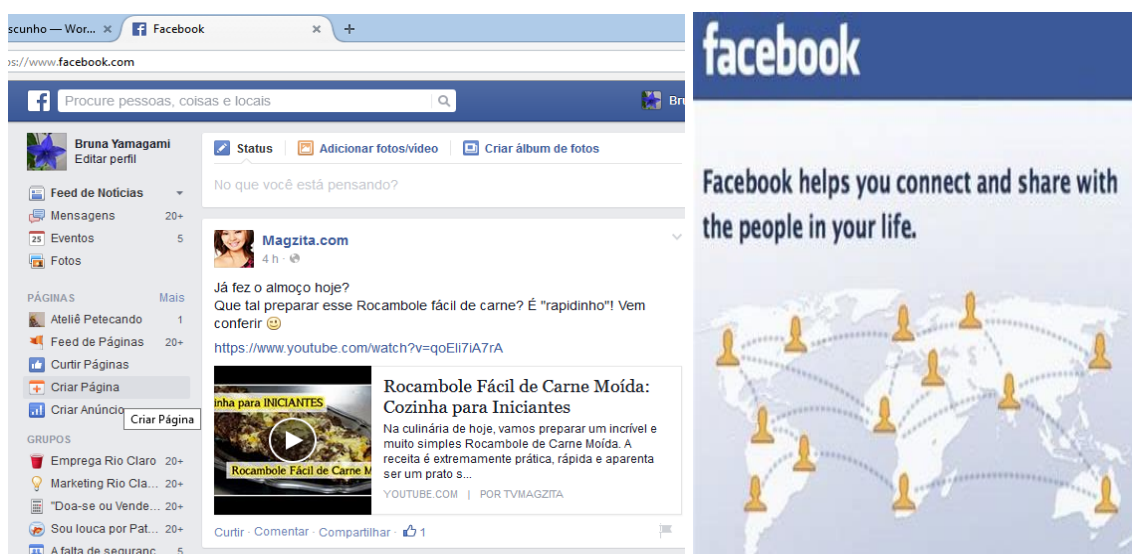 scunho — Wor...
Facebook
os://www.facebook.com
Procure pessoas, coisas e locais
Bru
Bruna Yamagami
Editar perfil
Feed de Notícias
Mensagens 20+
25 Eventos 5
Fotos
PÁGINAS Mais
Ateliê Petecando 1
Feed de Páginas 20+
Curtir Páginas
Criar Página
Criar Anúncio
Criar Página
GRUPOS
Emprega Rio Claro 20+
Marketing Rio Cla... 20+
"Doa-se ou Vende... 20+
Sou louca por Pat... 20+
A falta de seguranç... 5
Status Adicionar fotos/vídeo Criar álbum de fotos
No que você está pensando?
Magzita.com
4 h ·
Já fez o almoço hoje?
Que tal preparar esse Rocambole fácil de carne? É "rapidinho"! Vem
conferir
https://www.youtube.com/watch?v=qoEli7iA7rA
inha para INICIANTES
Rocambole Fácil de Carne M
Rocambole Fácil de Carne Moída:
Cozinha para Iniciantes
Na culinária de hoje, vamos preparar um incrível e
muito simples Rocambole de Carne Moída. A
receita é extremamente prática, rápida e aparenta
ser um prato s...
YOUTUBE.COM | POR TVMAGZITA
Curtir · Comentar · Compartilhar · 1
facebook
Facebook helps you connect and share with
the people in your life.